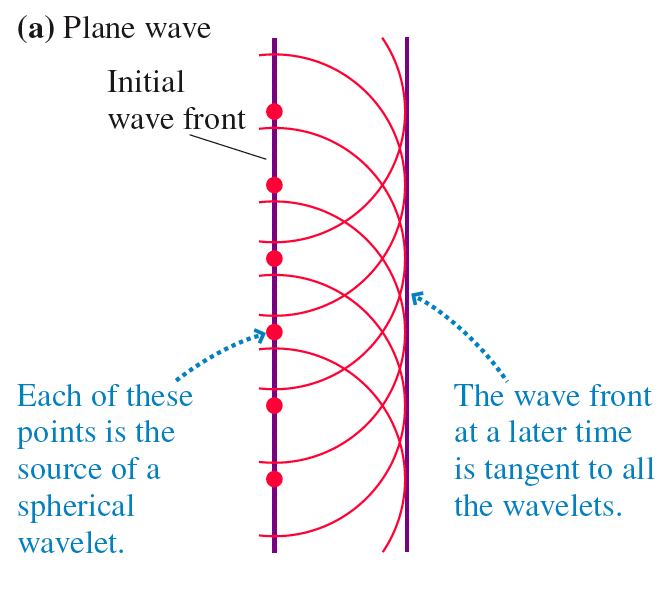 (a) Plane wave
Initial
wave front
Each of these
points is the
source of a
spherical
wavelet.
The wave front
at a later time
is tangent to all
the wavelets.